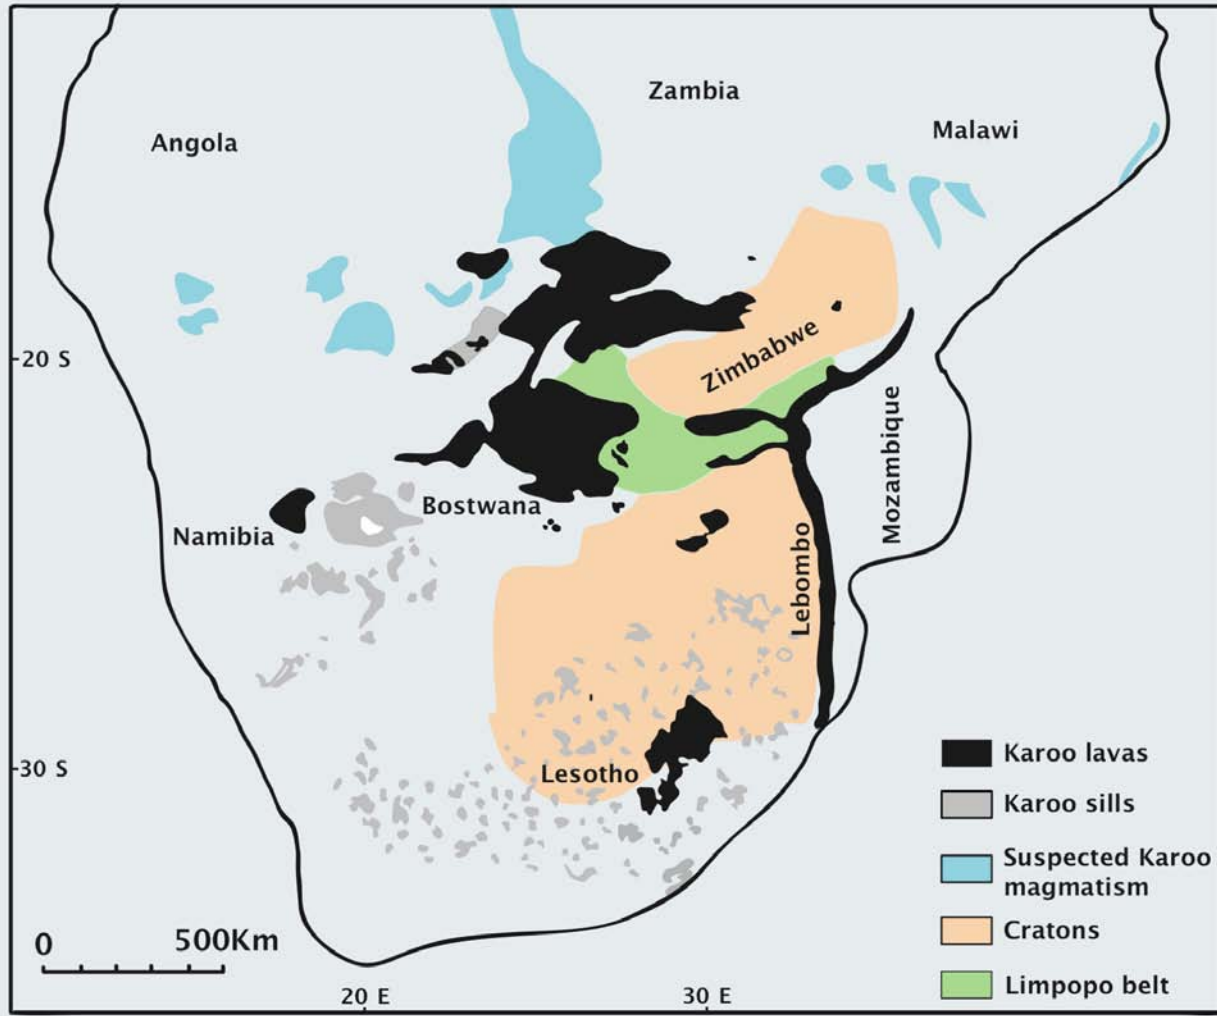 Zambia
Angola
Malawi
20 S
Zimbabwe
Mozambique
Bostwana
Namibia
Lebombo
Lesotho
30 S
Karoo lavas
Karoo sills
Suspected Karoo
magmatism
Cratons
Limpopo belt
0 500Km
20 E 30 E